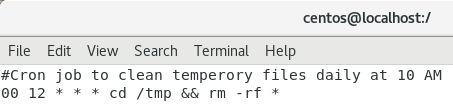 centos@localhost:/
File Edit View Search Terminal Help
#Cron job to clean temperory files daily at 10 AM
00 12 * * * cd /tmp && rm -rf *